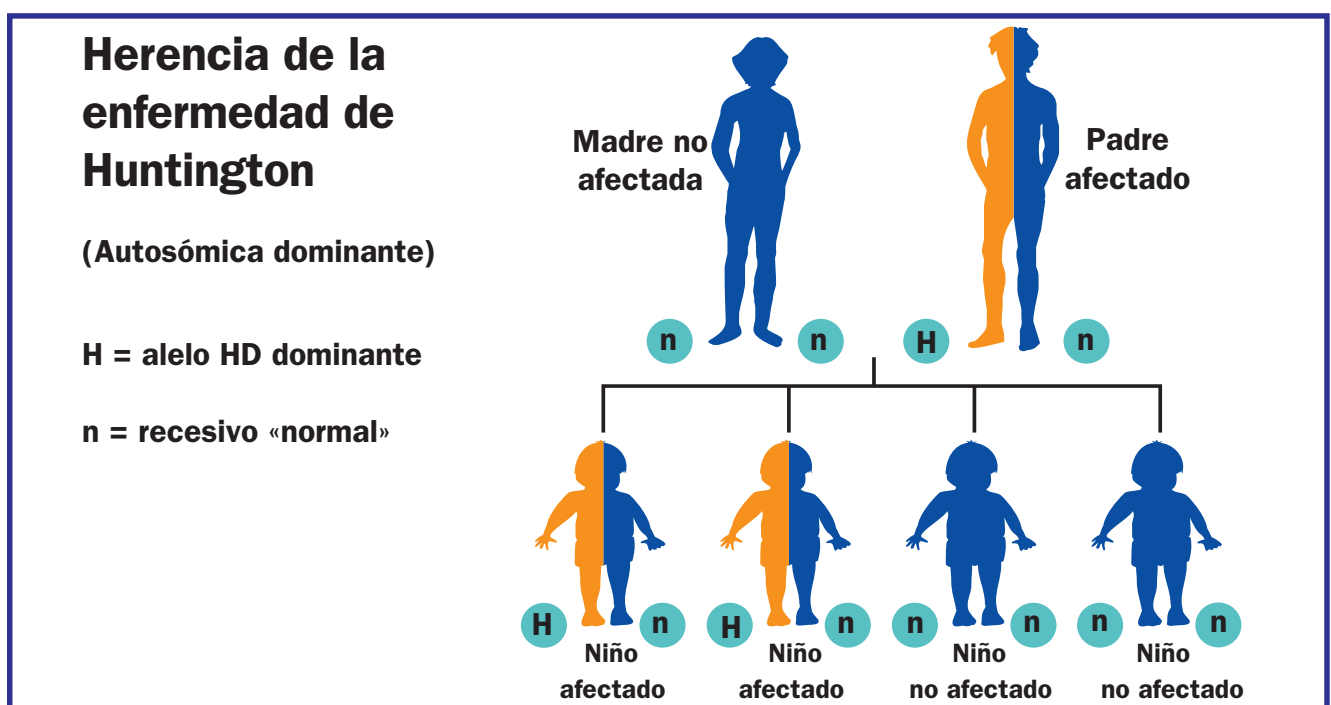 Herencia de la
enfermedad de
Huntington
(Autosómica dominante)
H = alelo HD dominante
n = recesivo «normal»
Madre no
afectada
Padre
afectado
n n H n
H n H n n n n n
Niño
afectado
Niño
afectado
Niño
no afectado
Niño
no afectado